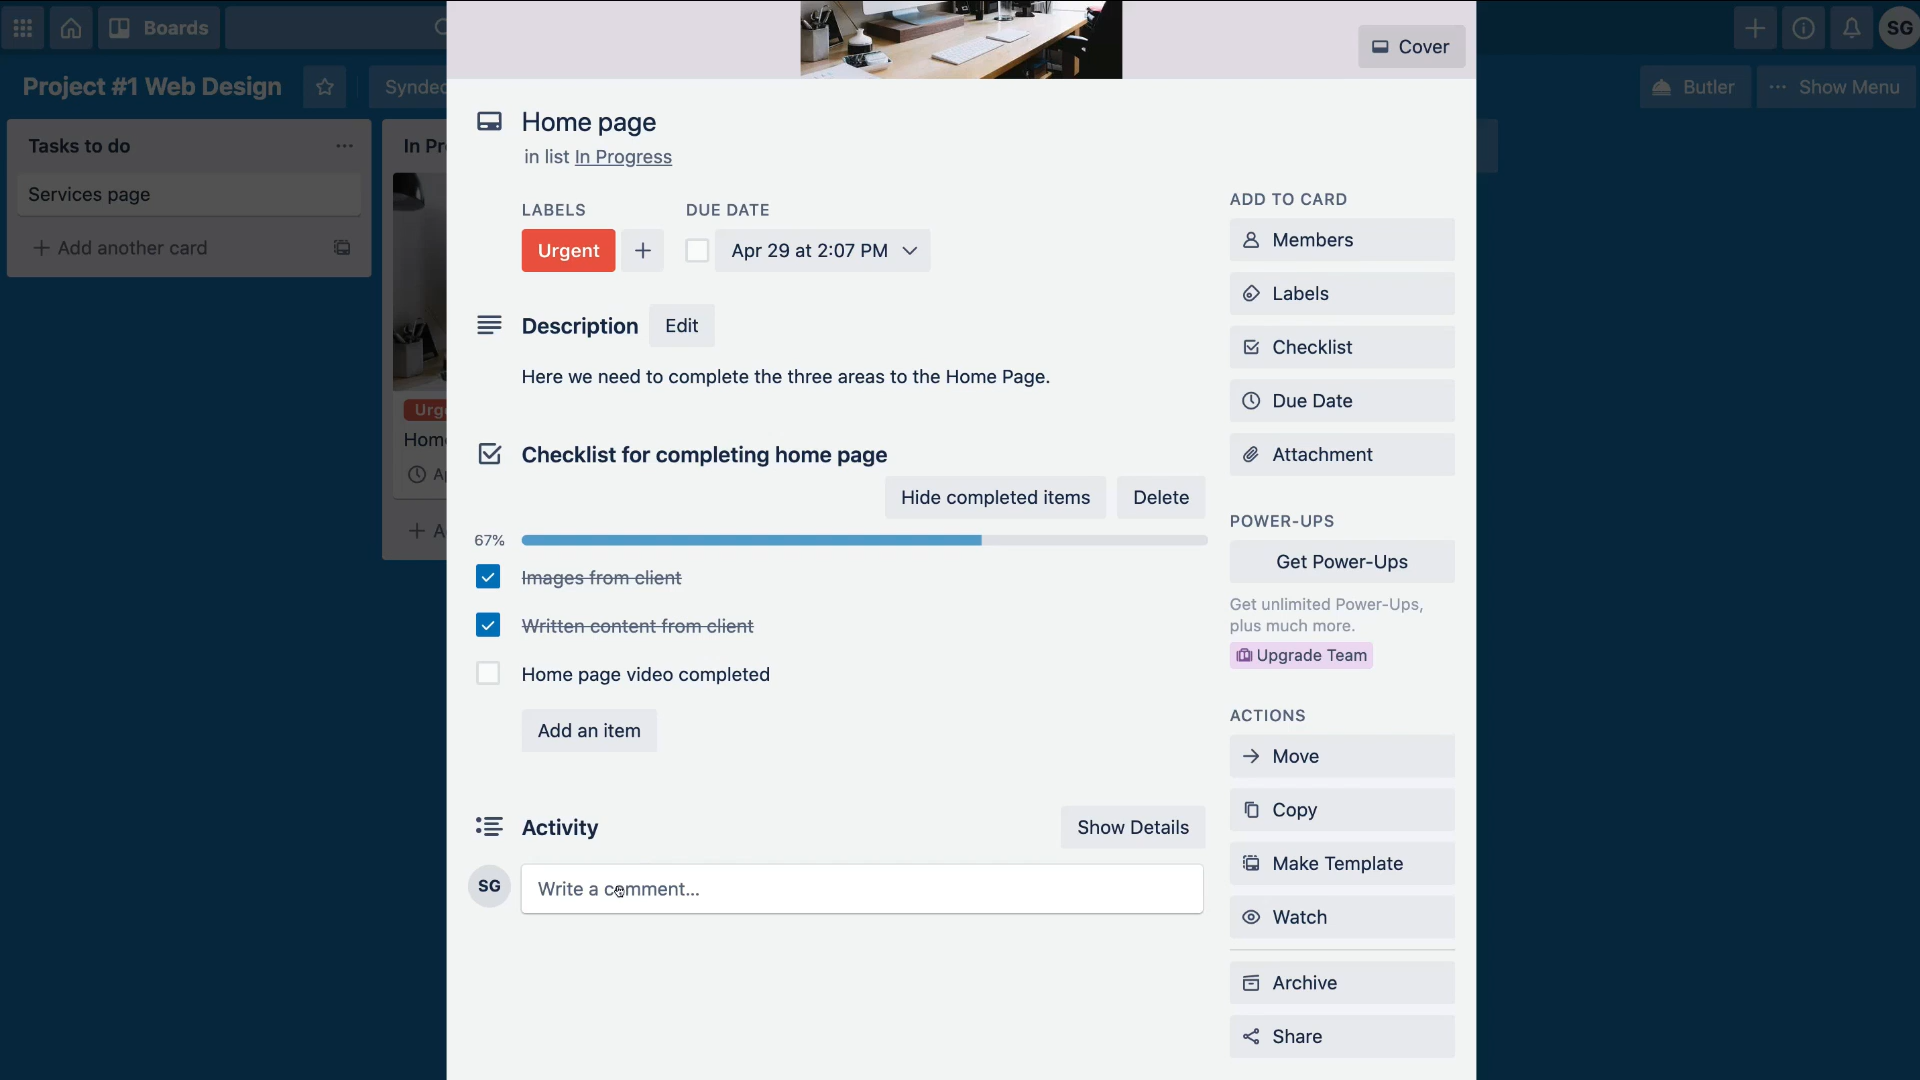 Boards
SG
Project #1 Web Design
Butler
Show Menu
Tasks to do
Services page
Add another card
Cover
Home page
in list In Progress
LABELS
DUE DATE
Urgent
Apr 29 at 2:07 PM
Description
Edit
Here we need to complete the three areas to the Home Page.
Checklist for completing home page
Hide completed items
Delete
67%
Images from client
Written content from client
Home page video completed
Add an item
Activity
Show Details
SG
Write a comment...
ADD TO CARD
Members
Labels
Checklist
Due Date
Attachment
POWER-UPS
Get Power-Ups
Get unlimited Power-Ups,
plus much more.
Upgrade Team
ACTIONS
Move
Copy
Make Template
Watch
Archive
Share